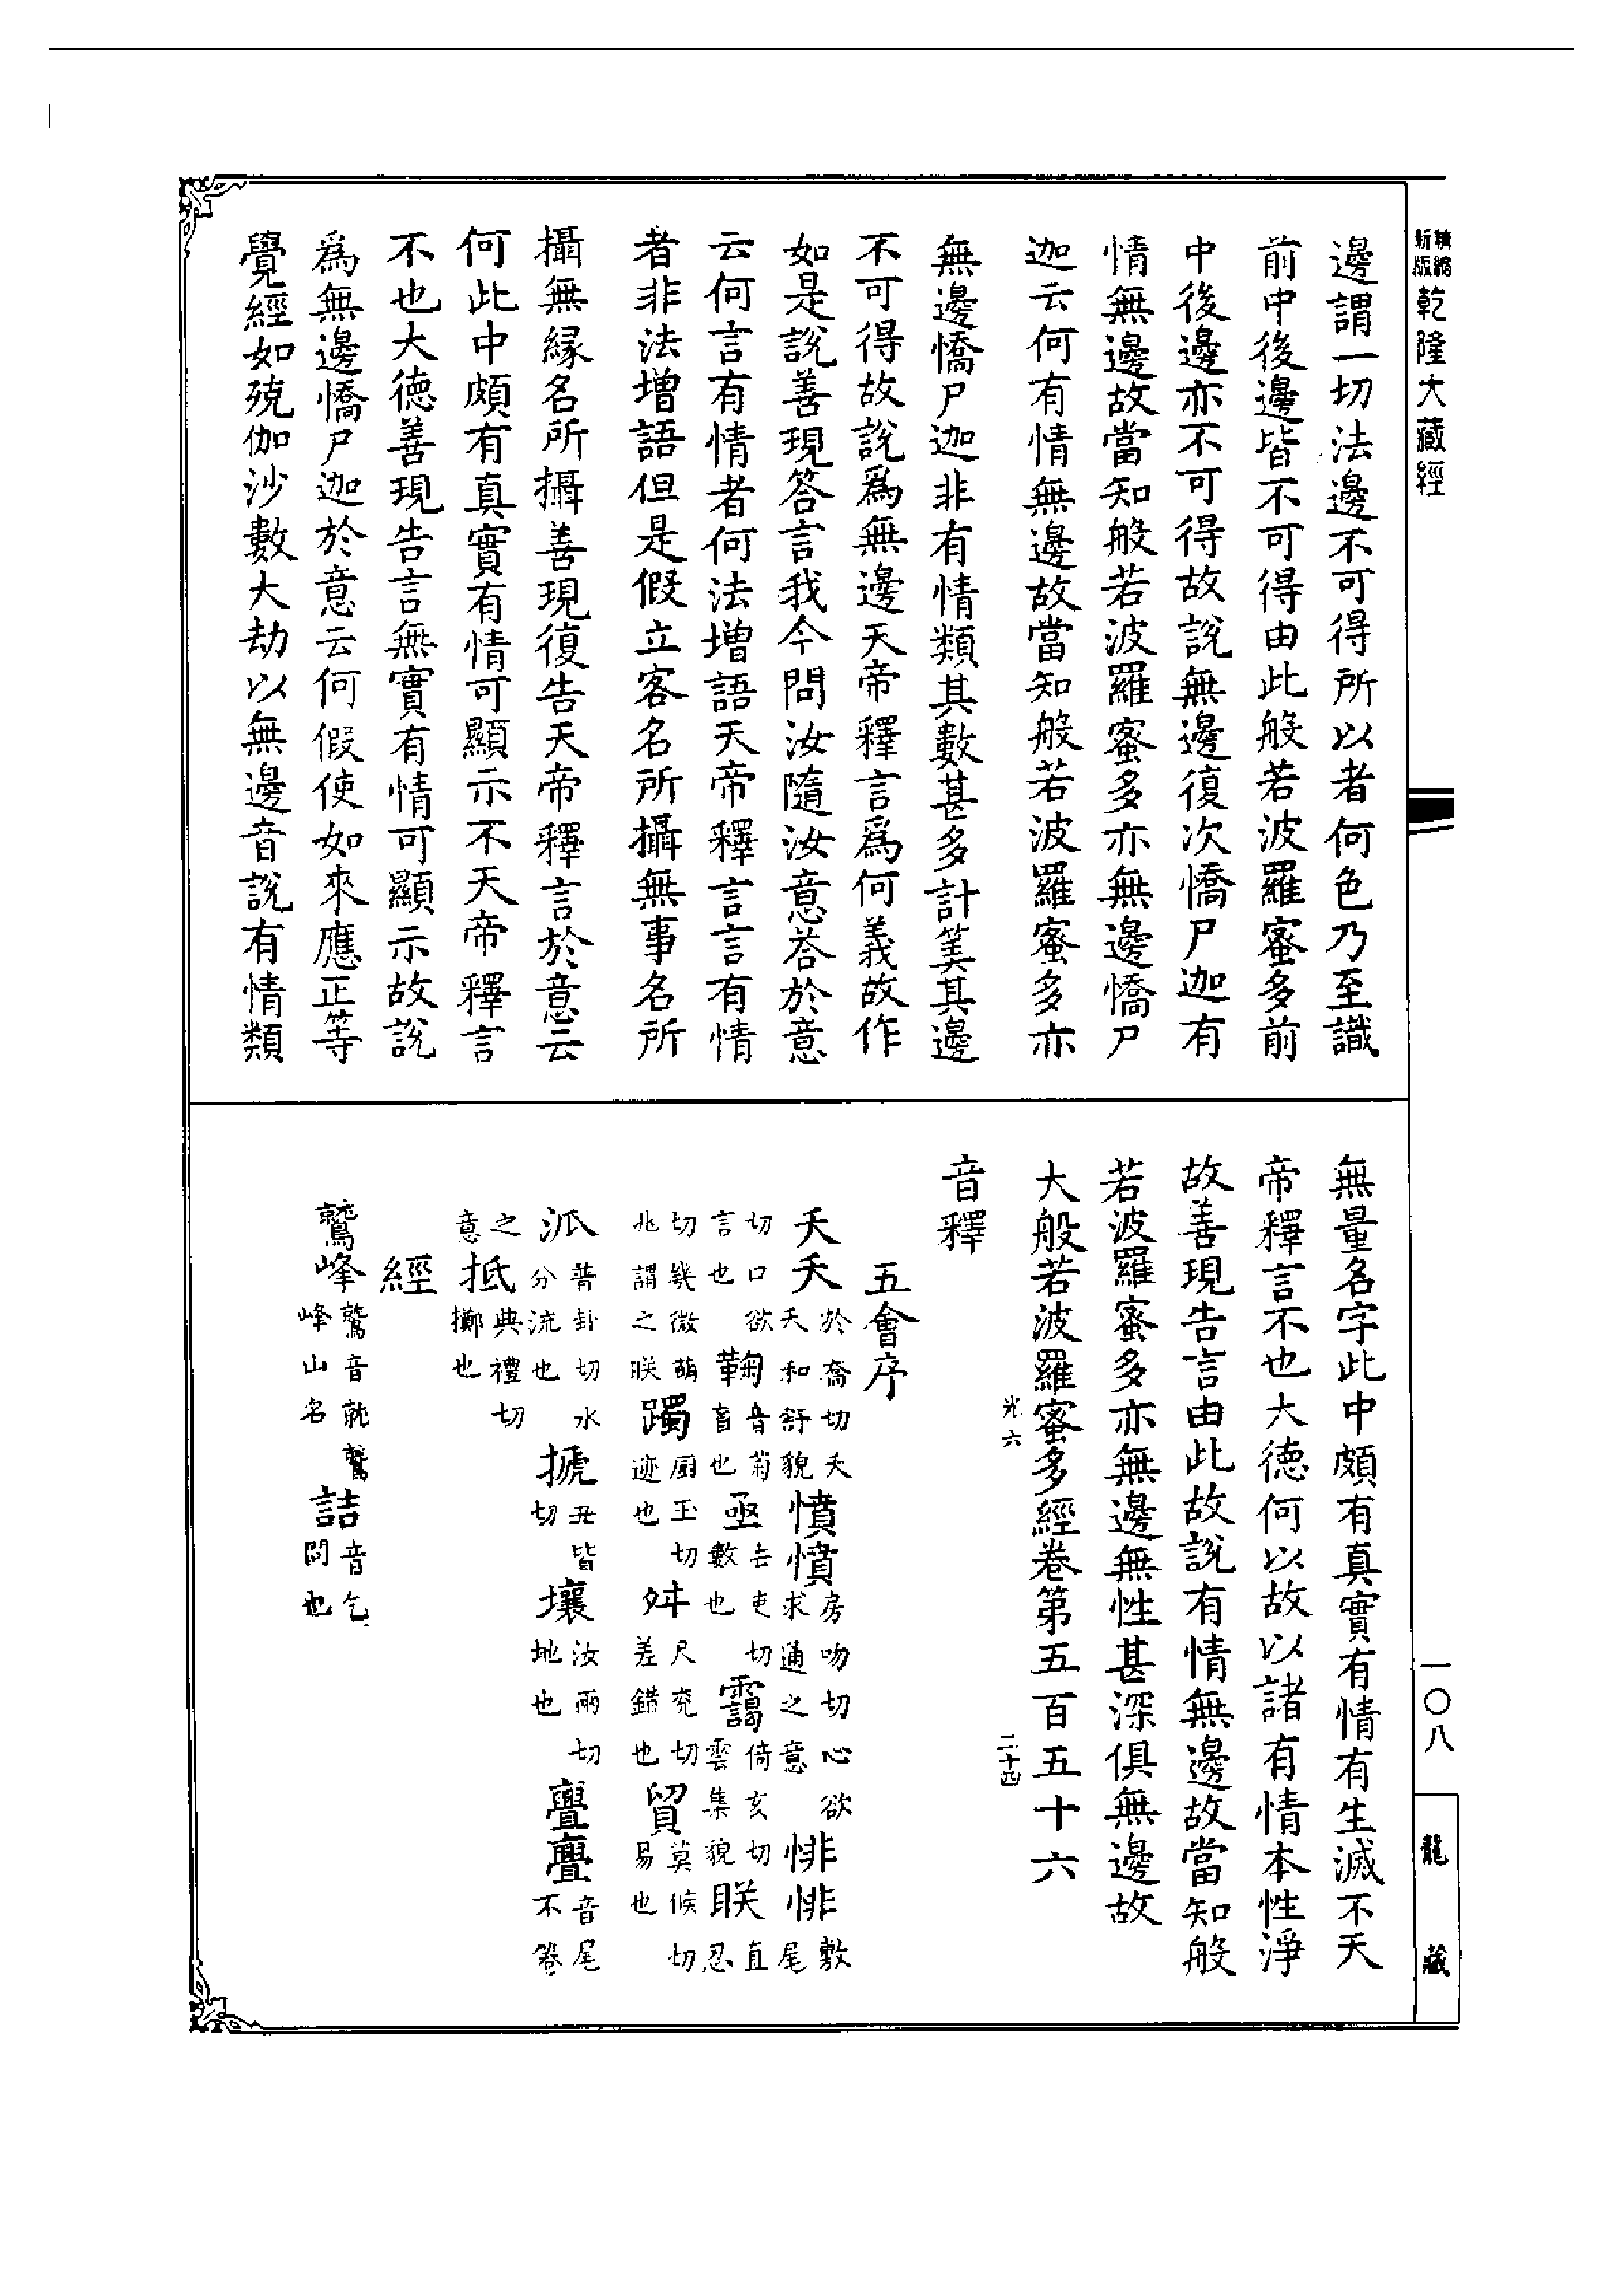 精縮新版乾隆大藏經
邊謂一切法邊不可得所以者何色乃至識
前中後邊皆不可得由此般若波羅蜜多前
中後邊亦不可得故說無邊復次憍尸迦有
情無邊故當知般若波羅蜜多亦無邊憍尸
迦云何有情無邊故當知般若波羅蜜多亦
無邊憍尸迦非有情類其數甚多計筭其邊
不可得故說爲無邊天帝釋言爲何義故作
如是說善現答言我今問汝隨汝意荅於意
云何言有情者何法增語天帝釋言言有情
者非法增語但是假立客名所攝無事名所
攝無緣名所攝善現復告天帝釋言於意云
何此中頗有真實有情可顯示不天帝釋言
不也大德善現告言無實有情可顯示故說
爲無邊憍尸迦於意云何假使如來應正等
覺經如殑伽沙數大劫以無邊音說有情類
無量名字此中頗有真實有情有生滅不天
帝釋言不也大德何以故以諸有情本性淨
故善現告言由此故說有情無邊故當知般
若波羅蜜多亦無邊無性甚深俱無邊故
大般若波羅蜜多經卷第五百五十六
光六 二十四
音釋
五會序
夭夭於喬切夭夭和舒貌憤憤房吻切心欲求通之意悱悱敷尾
切口欲言也鞠音菊育也亟去吏切數也靄倚亥切雲集貌朕直忍
切幾微萌兆謂之朕躅厨玉切迹也舛尺兖切差錯也貿莫候切易也
派普卦切水分流也搋丑皆切壤汝兩切地也亹亹音尾不倦
之意抵典禮切擲也
經
鷲峰鷲音就鷲峰山名詰音乞問也
一〇八
龍藏